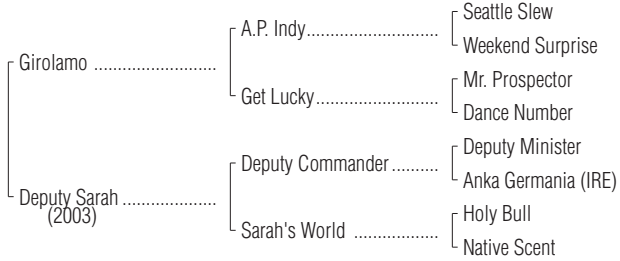 Seattle Slew
A.P. Indy..................................
Weekend Surprise
Girolamo ...............................
Mr. Prospector
Get Lucky...............................
Dance Number
Deputy Minister
Deputy Commander............
Anka Germania (IRE)
Deputy Sarah........................
(2003)
Holy Bull
Sarah's World .....................
Native Scent